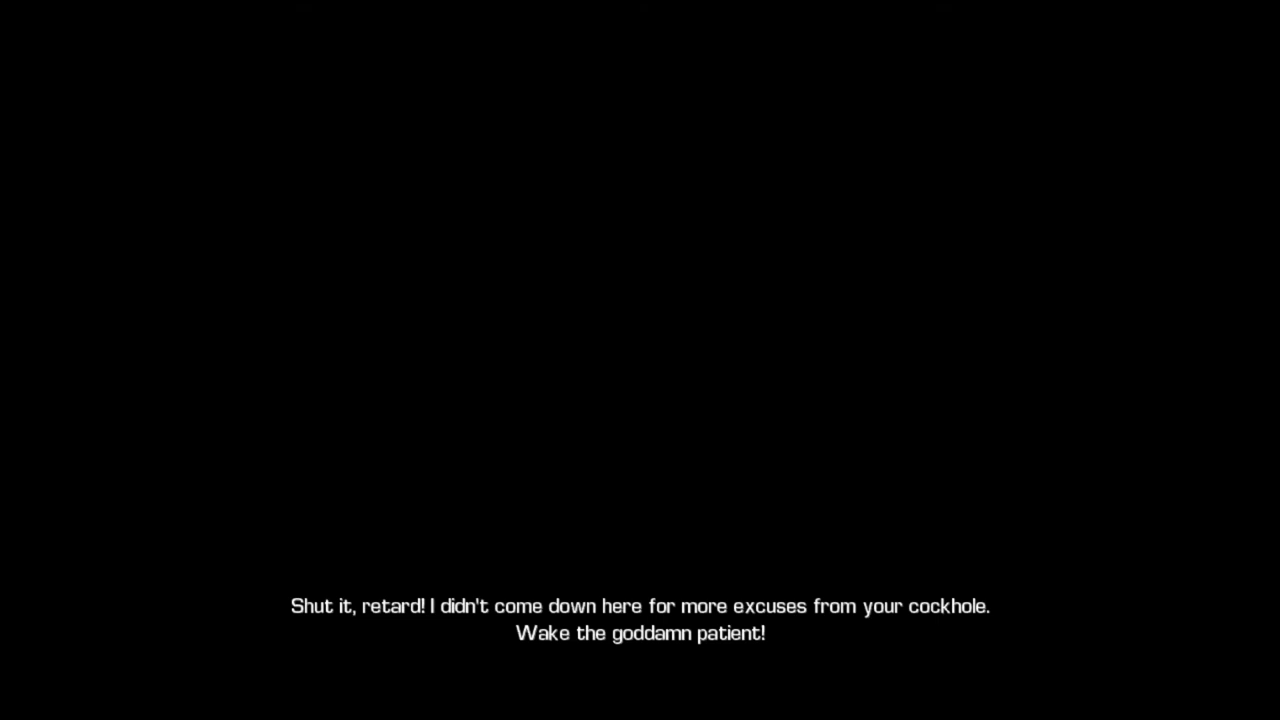 Shut it, retard! I didn't come down here for more excuses from your cockhole.
Wake the goddamn patient!